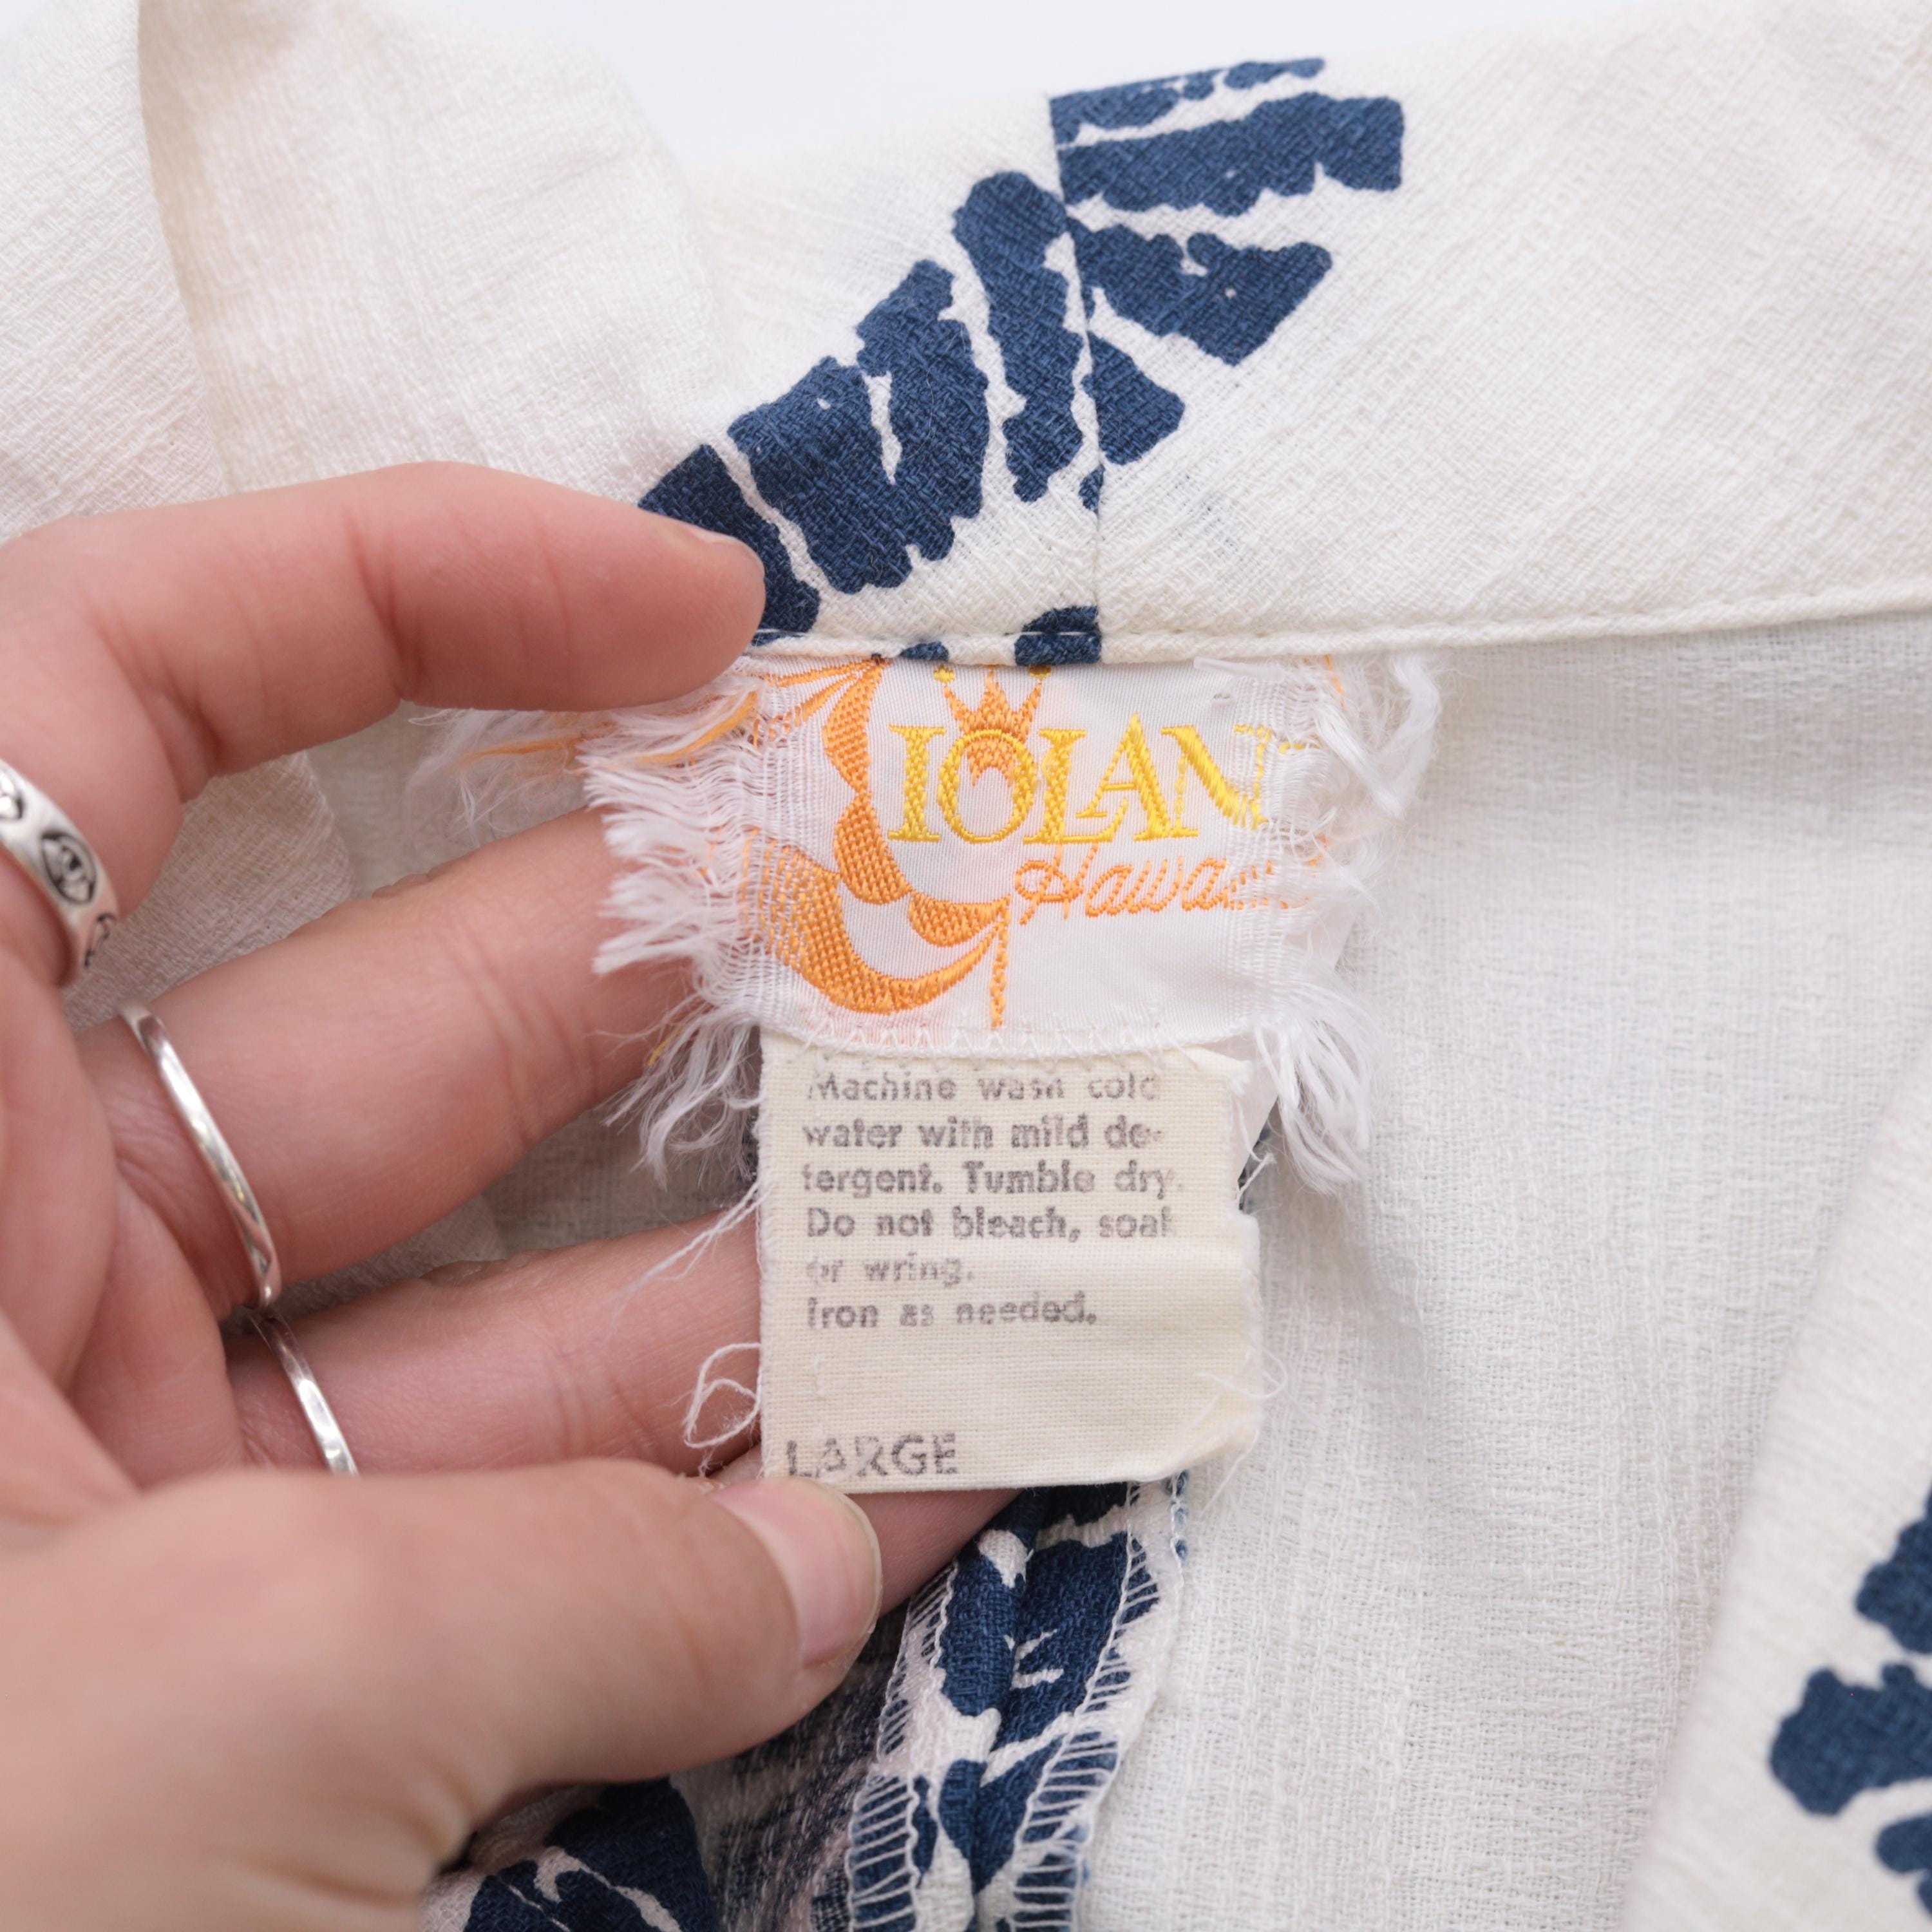 IOLAN
Hawaii
Machine wash cold
water with mild de-
tergent. Tumble dry.
Do not bleach, soak
or wring.
Iron as needed.
LARGE